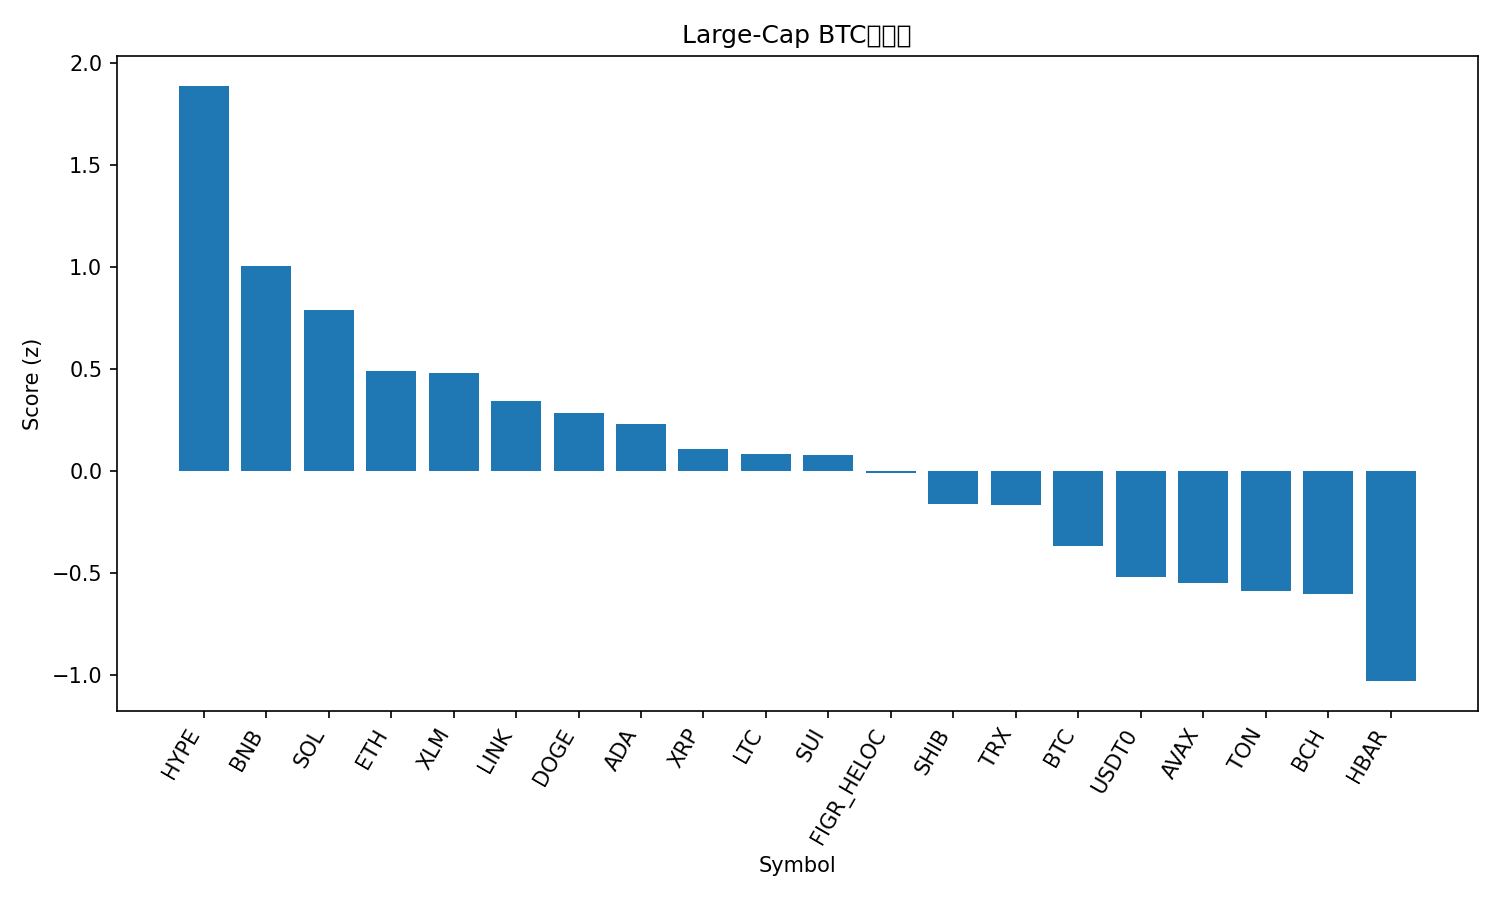 Large-Cap BTC
2.0
1.5
1.0
0.5
0.0
−0.5
−1.0
Score (z)
HYPE
BNB
SOL
ETH
XLM
LINK
DOGE
ADA
XRP
LTC
SUI
FIGR_HELOC
SHIB
TRX
BTC
USDT0
AVAX
TON
BCH
HBAR
Symbol